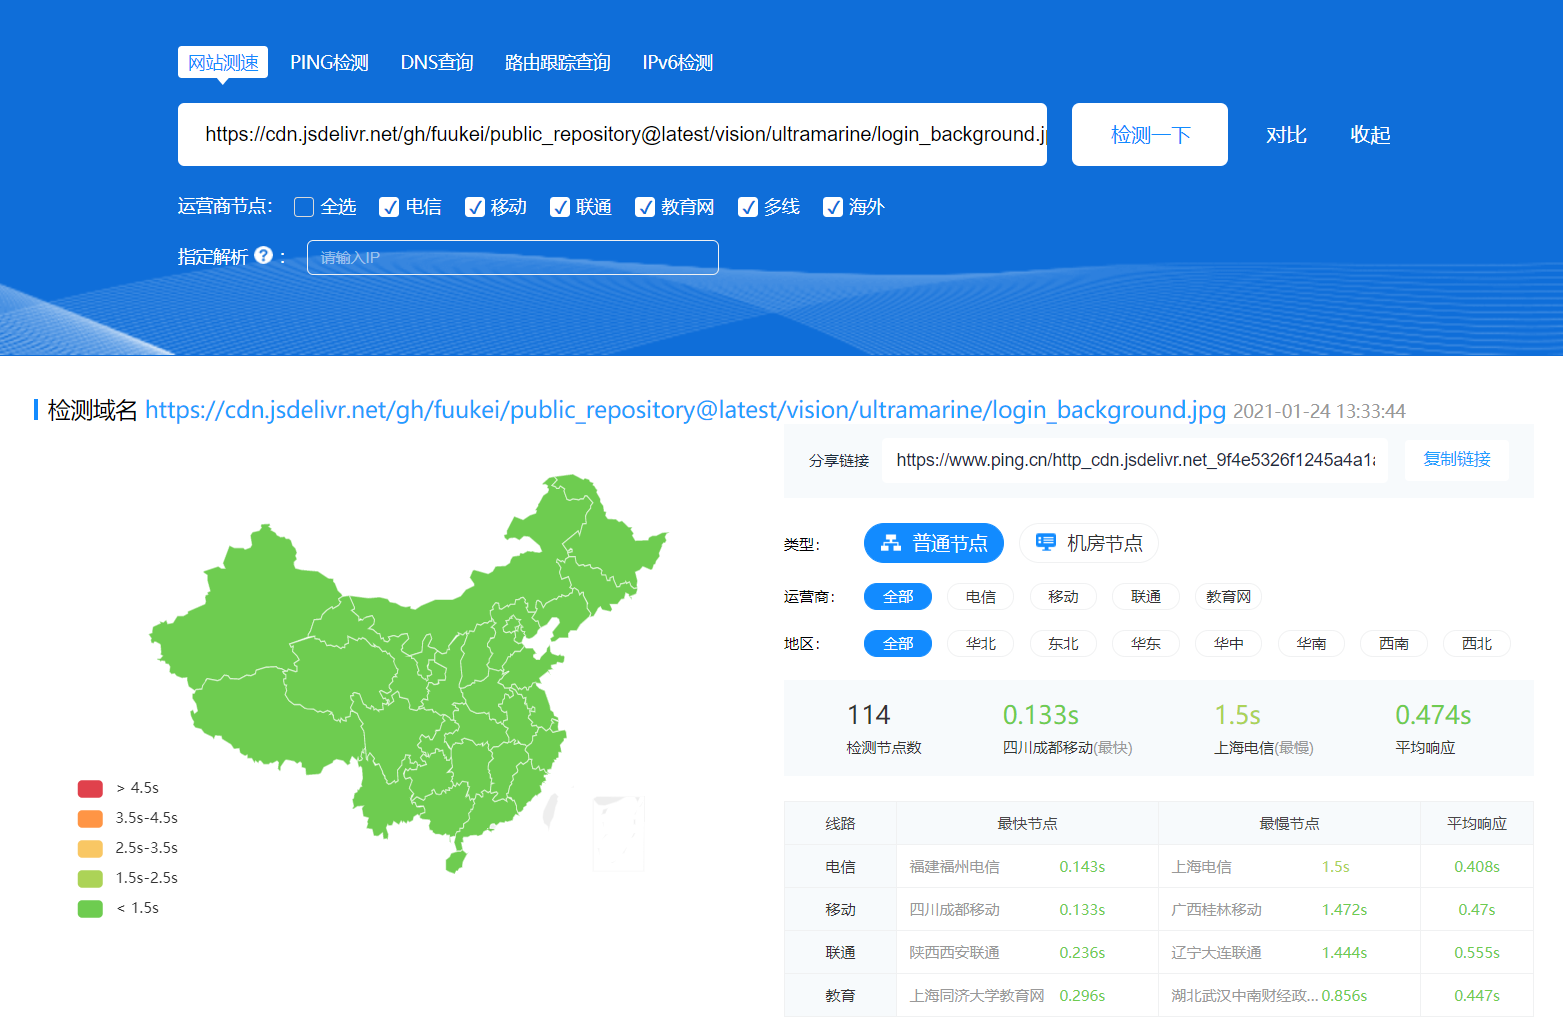 网站测速 PING检测 DNS查询 路由跟踪查询 IPv6检测
https://cdn.jsdelivr.net/gh/fuukei/public_repository@latest/vision/ultramarine/login_background.jp 检测一下 对比 收起
运营商节点： 全选 电信 移动 联通 教育网 多线 海外
指定解析 ? ： 请输入IP
检测域名 https://cdn.jsdelivr.net/gh/fuukei/public_repository@latest/vision/ultramarine/login_background.jpg 2021-01-24 13:33:44
分享链接 https://www.ping.cn/http_cdn.jsdelivr.net_9f4e5326f1245a4a1a 复制链接
类型： 普通节点 机房节点
运营商： 全部 电信 移动 联通 教育网
地区： 全部 华北 东北 华东 华中 华南 西南 西北
114 0.133s 1.5s 0.474s
检测节点数 四川成都移动(最快) 上海电信(最慢) 平均响应
> 4.5s
3.5s-4.5s
2.5s-3.5s
1.5s-2.5s
< 1.5s
线路 最快节点 最慢节点 平均响应
电信 福建福州电信 0.143s 上海电信 1.5s 0.408s
移动 四川成都移动 0.133s 广西桂林移动 1.472s 0.47s
联通 陕西西安联通 0.236s 辽宁大连联通 1.444s 0.555s
教育 上海同济大学教育网 0.296s 湖北武汉中南财经政... 0.856s 0.447s